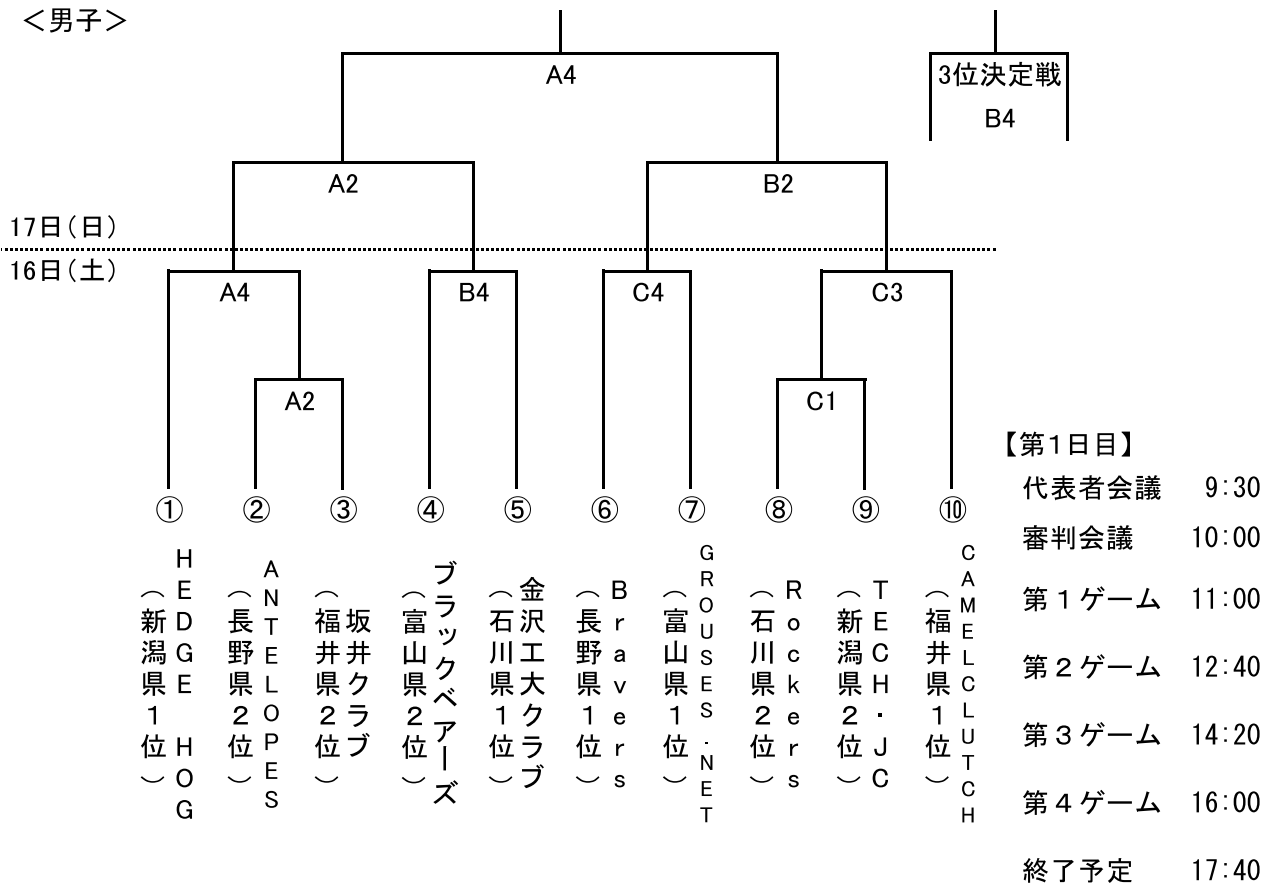 ＜男子＞
A4
3位決定戦
B4
A2
B2
17日(日)
16日(土)
A4
B4
C4
C3
A2
C1
①
②
③
④
⑤
⑥
⑦
⑧
⑨
⑩
HEDGE HOG
(新潟県1位)
ANTELOPES
(長野県2位)
坂井クラブ
(福井県2位)
ブラックベアーズ
(富山県2位)
金沢工大クラブ
(石川県1位)
Bravers
(長野県1位)
GROUSES.NET
(富山県1位)
Rockers
(石川県2位)
TECH・JC
(新潟県2位)
CAMELCLUTCH
(福井県1位)
【第1日目】
代表者会議 9:30
審判会議 10:00
第1ゲーム 11:00
第2ゲーム 12:40
第3ゲーム 14:20
第4ゲーム 16:00
終了予定 17:40